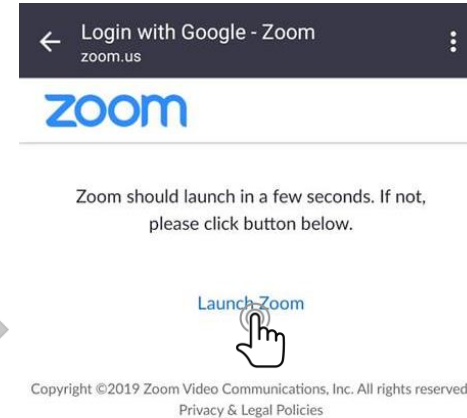 Login with Google - Zoom
zoom.us
zoom
Zoom should launch in a few seconds. If not,
please click button below.
Launch Zoom
Copyright ©2019 Zoom Video Communications, Inc. All rights reserved
Privacy & Legal Policies